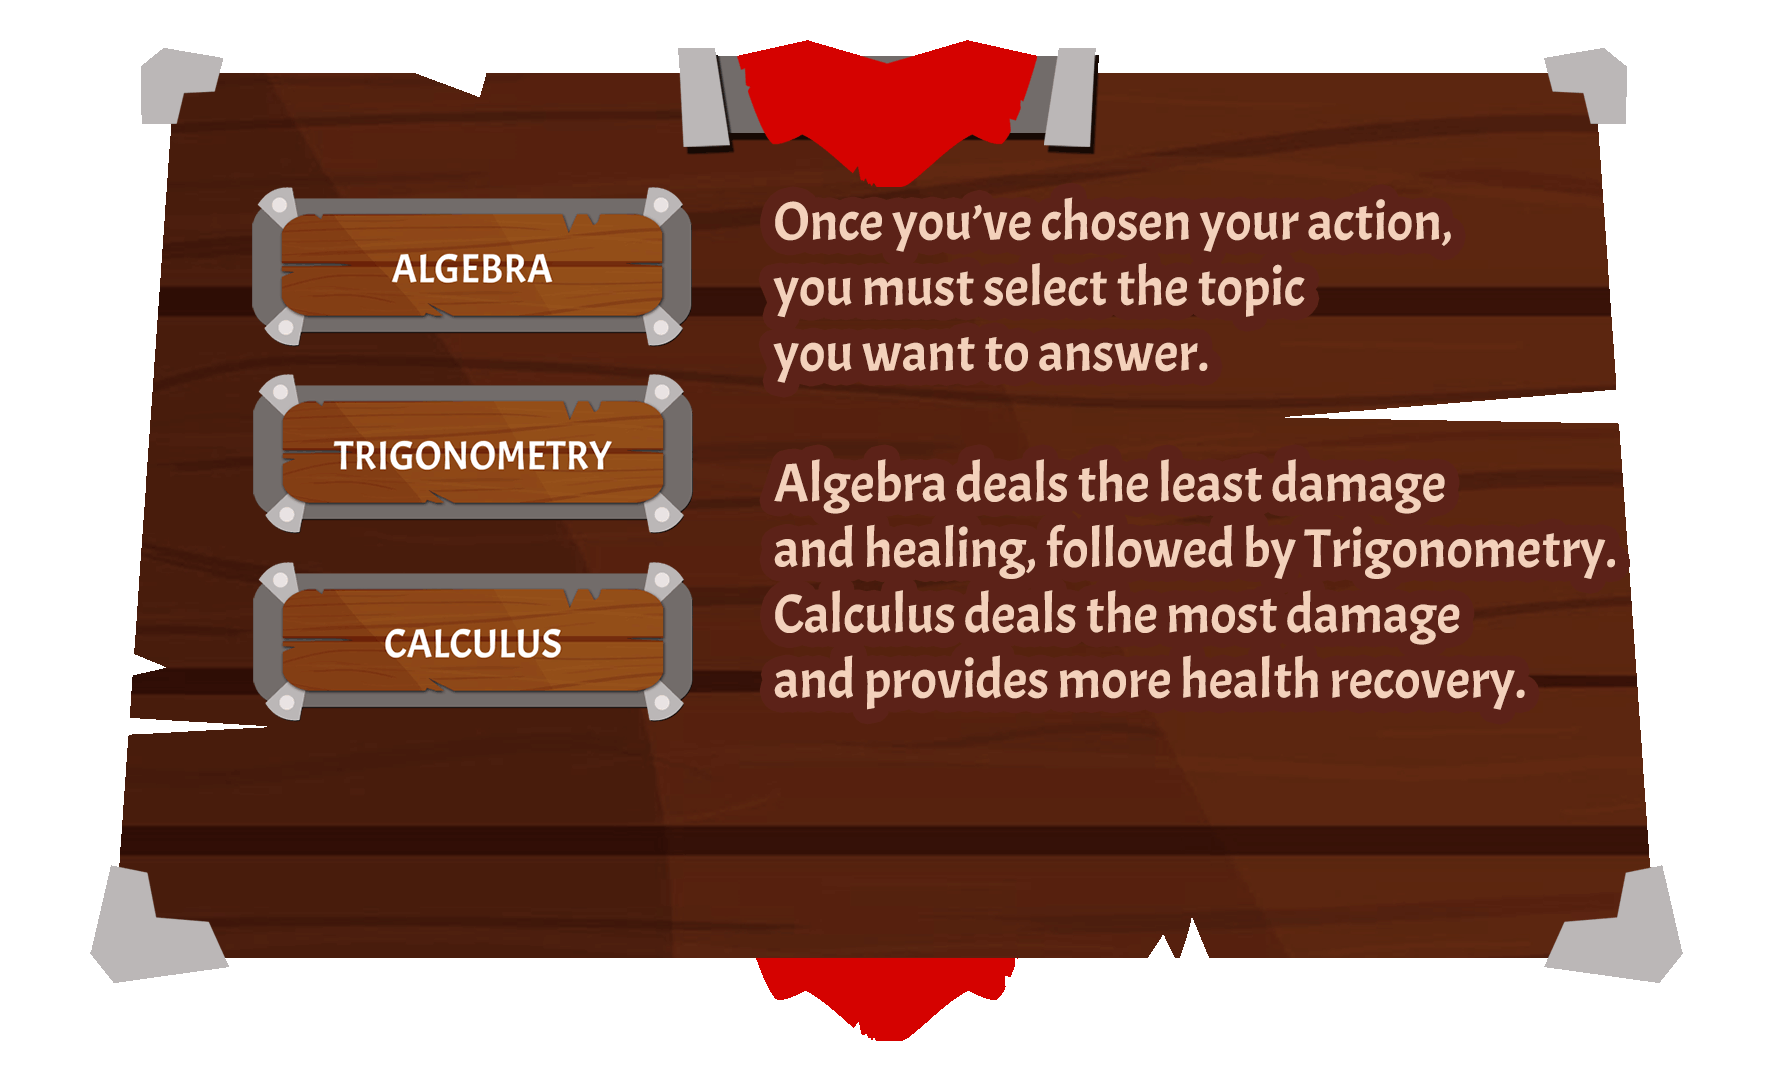 ALGEBRA
TRIGONOMETRY
CALCULUS
Once you’ve chosen your action,
you must select the topic
you want to answer.
Algebra deals the least damage
and healing, followed by Trigonometry.
Calculus deals the most damage
and provides more health recovery.